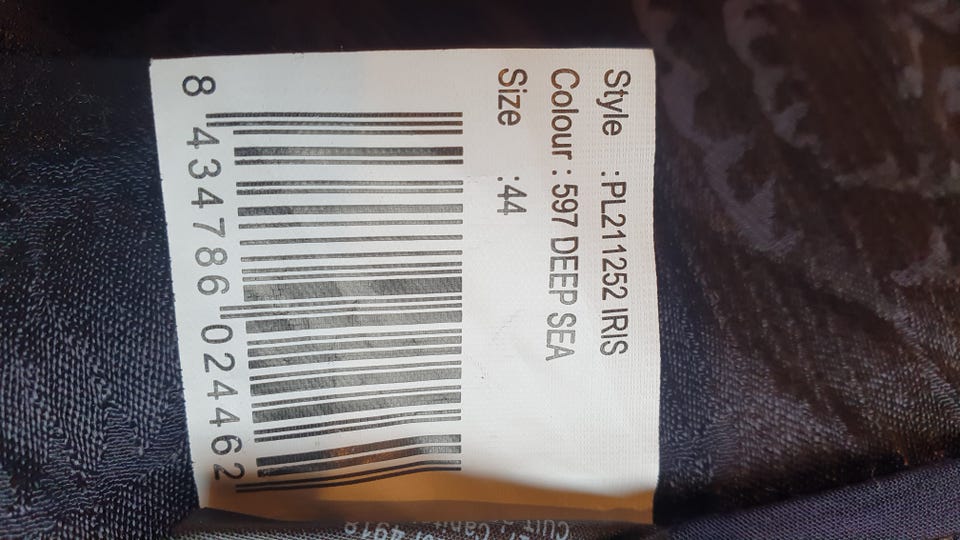 Style :PL211252 IRIS
Colour : 597 DEEP SEA
Size :44
8 434786 024462